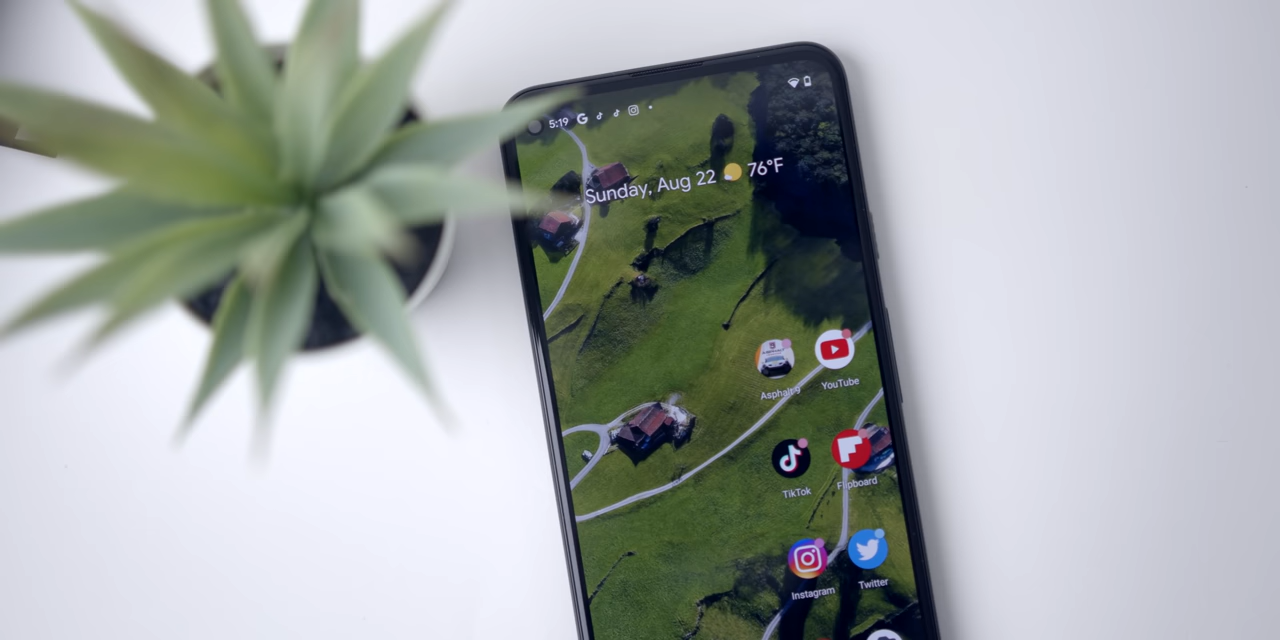 5:19
Sunday, Aug 22 76°F
Asphalt 9 YouTube
TikTok Flipboard
Instagram Twitter